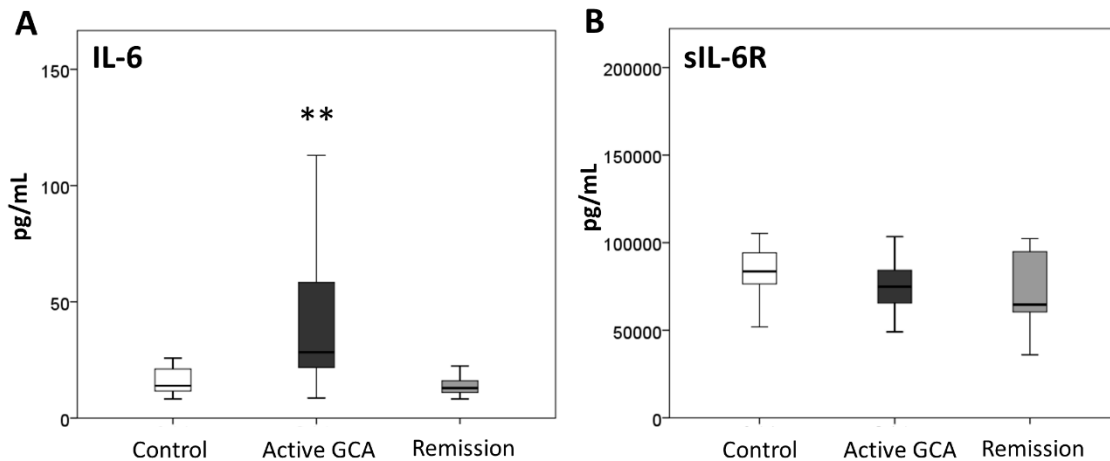 A
IL-6
**
pg/mL
150
100
50
0
Control Active GCA Remission
B
sIL-6R
pg/mL
200000
150000
100000
50000
0
Control Active GCA Remission